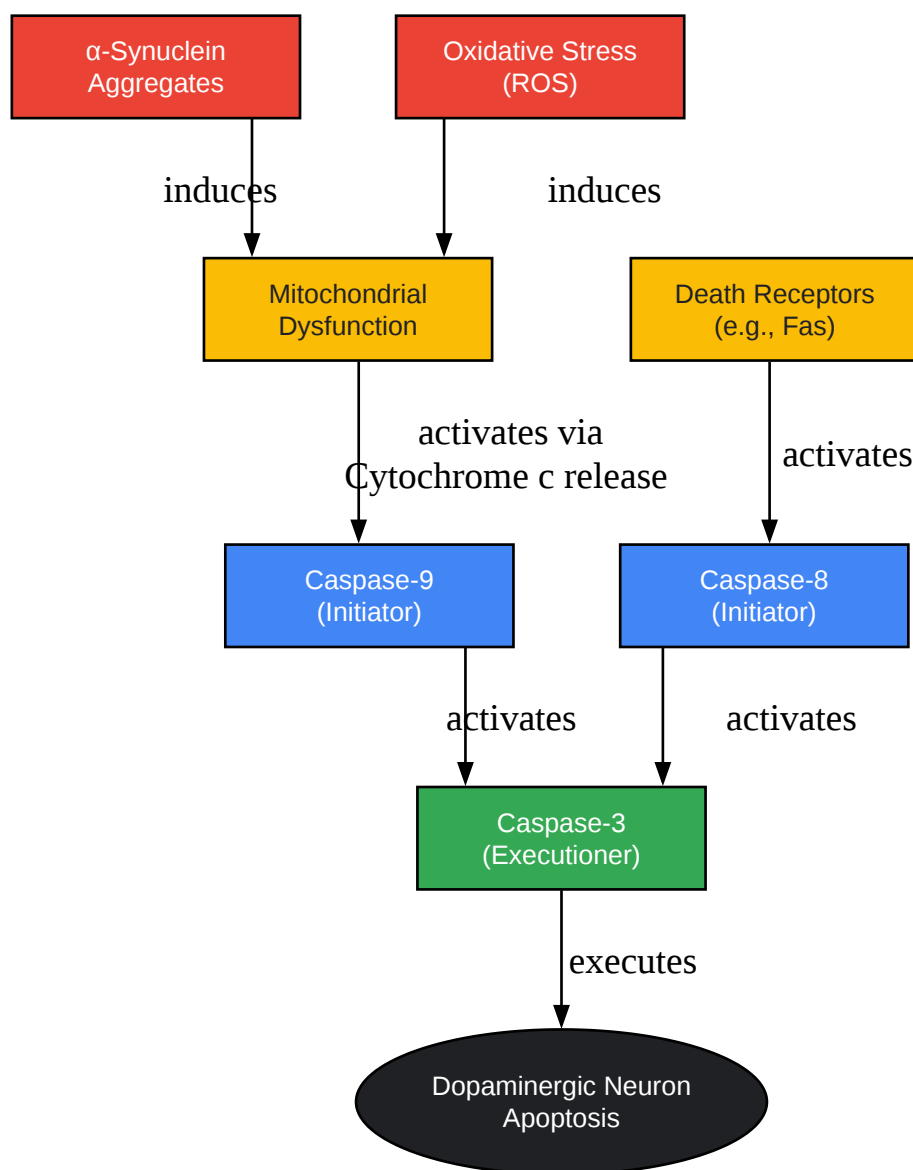 α-Synuclein
Aggregates
Oxidative Stress
(ROS)
induces
induces
Mitochondrial
Dysfunction
Death Receptors
(e.g., Fas)
activates via
Cytochrome c release
activates
Caspase-9
(Initiator)
Caspase-8
(Initiator)
activates
activates
Caspase-3
(Executioner)
executes
Dopaminergic Neuron
Apoptosis